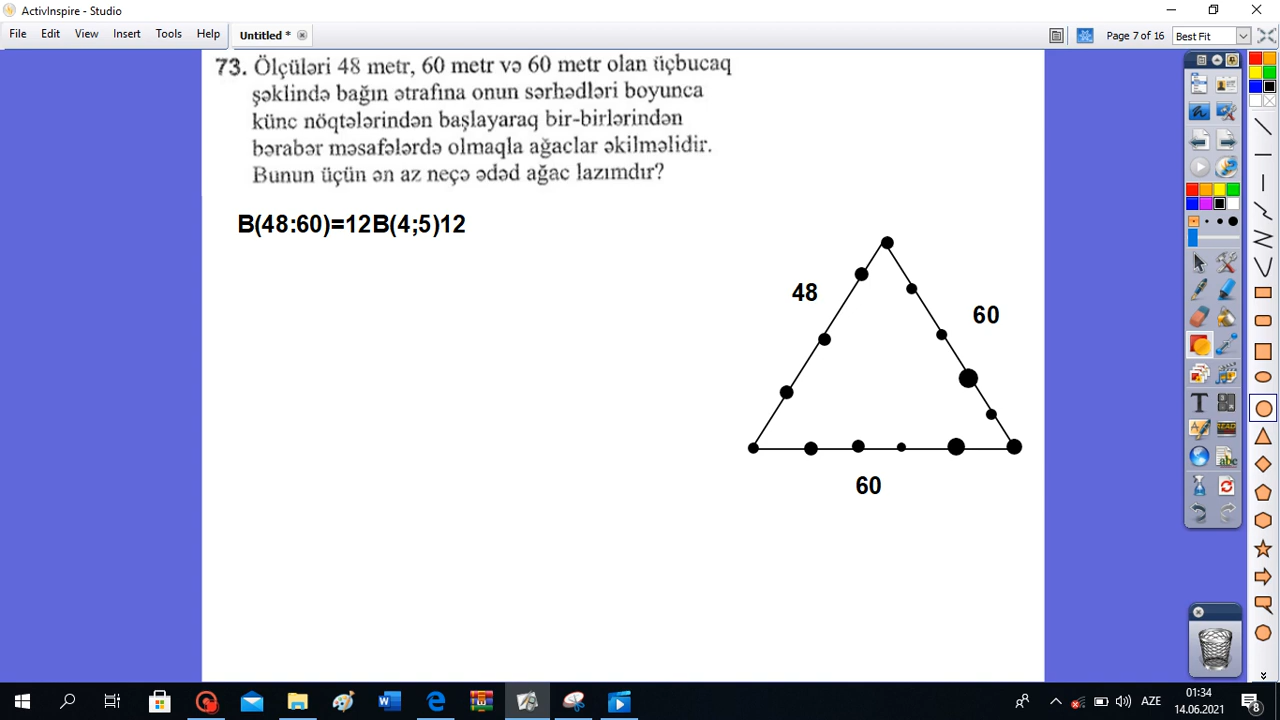 ActivInspire - Studio
File Edit View Insert Tools Help Untitled * Page 7 of 16 Best Fit
73. Ölçüləri 48 metr, 60 metr və 60 metr olan üçbucaq
şəklində bağın ətrafına onun sərhədləri boyunca
künc nöqtələrindən başlayaraq bir-birlərindən
bərabər məsafələrdə olmaqla ağaclar əkilməlidir.
Bunun üçün ən az neçə ədəd ağac lazımdır?
B(48:60)=12B(4;5)12
48
60
60
AZE
01:34
14.06.2021
8